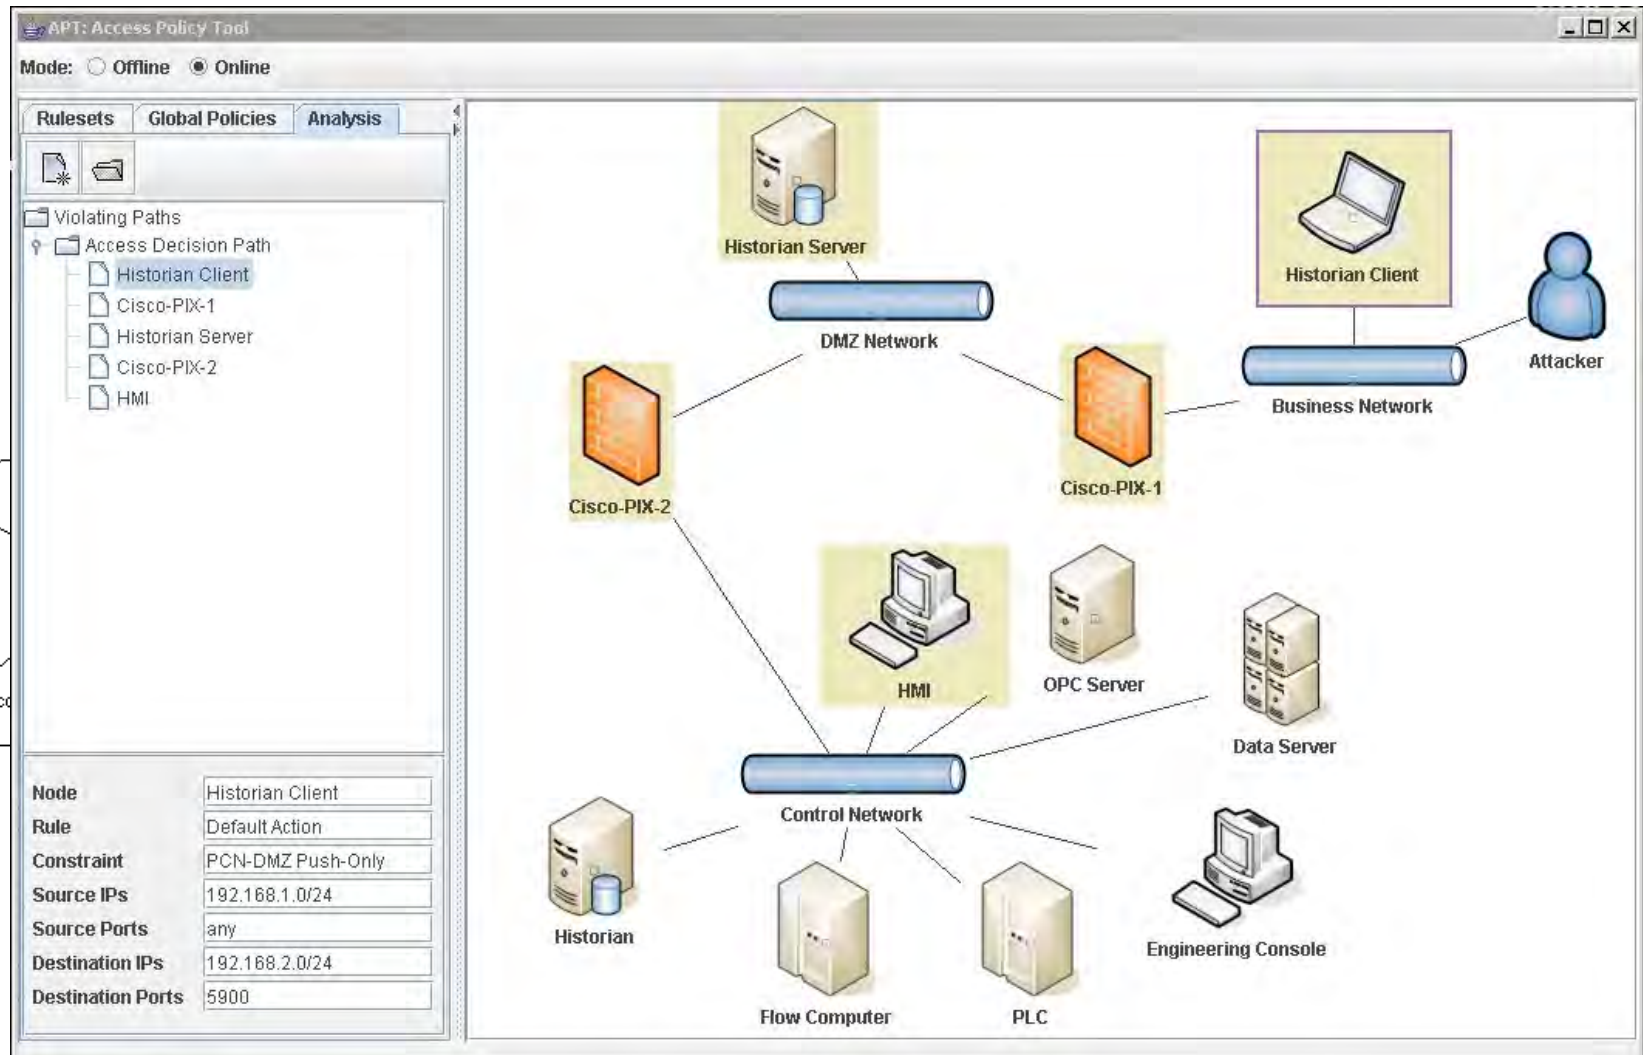 APT: Access Policy Tool
Mode: Offline Online
Rulesets Global Policies Analysis
Violating Paths
Access Decision Path
Historian Client
Cisco-PIX-1
Historian Server
Cisco-PIX-2
HMI
Node Historian Client
Rule Default Action
Constraint PCN-DMZ Push-Only
Source IPs 192.168.1.0/24
Source Ports any
Destination IPs 192.168.2.0/24
Destination Ports 5900
Historian Server
Historian Client
DMZ Network
Attacker
Business Network
Cisco-PIX-1
Cisco-PIX-2
HMI
OPC Server
Data Server
Control Network
Historian
Engineering Console
Flow Computer
PLC